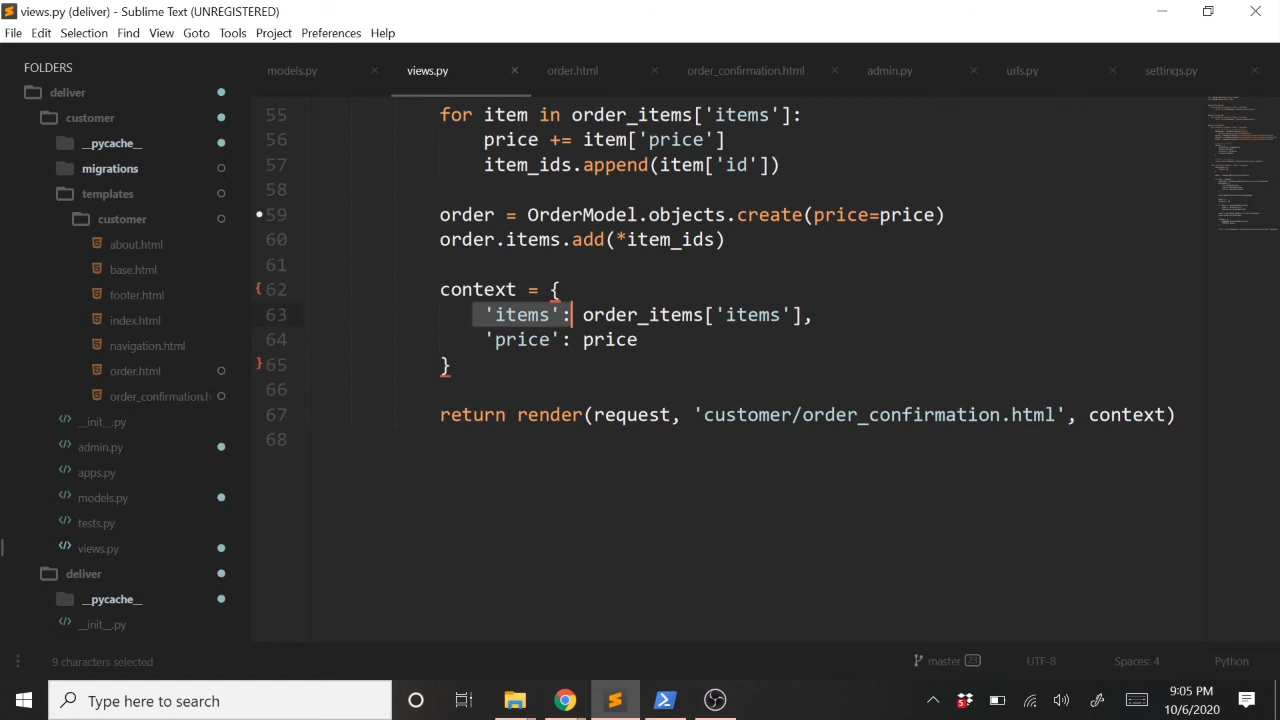 views.py (deliver) - Sublime Text (UNREGISTERED)
File Edit Selection Find View Goto Tools Project Preferences Help
FOLDERS
deliver
customer
__pycache__
migrations
templates
customer
about.html
base.html
footer.html
index.html
navigation.html
order.html
order_confirmation.h
__init__.py
admin.py
apps.py
models.py
tests.py
views.py
deliver
__pycache__
__init__.py
models.py views.py order.html order_confirmation.html admin.py urls.py settings.py
55 for item in order_items['items']:
56 price += item['price']
57 item_ids.append(item['id'])
58
59 order = OrderModel.objects.create(price=price)
60 order.items.add(*item_ids)
61
62 context = {
63 'items': order_items['items'],
64 'price': price
65 }
66
67 return render(request, 'customer/order_confirmation.html', context)
68
9 characters selected master 23 UTF-8 Spaces: 4 Python
Type here to search
9:05 PM
10/6/2020